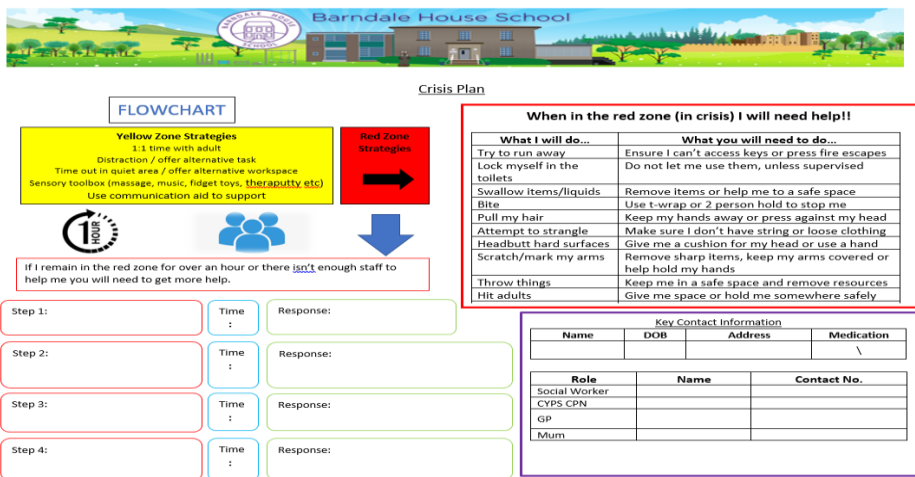 BARNDALE HOUSE
SCHOOL
Barndale House School
Crisis Plan
FLOWCHART
Yellow Zone Strategies
1:1 time with adult
Distraction / offer alternative task
Time out in quiet area / offer alternative workspace
Sensory toolbox (massage, music, fidget toys, theraputty etc)
Use communication aid to support
Red Zone
Strategies
1
HOUR
If I remain in the red zone for over an hour or there isn't enough staff to
help me you will need to get more help.
Step 1:
Time
:
Response:
Step 2:
Time
:
Response:
Step 3:
Time
:
Response:
Step 4:
Time
:
Response:
When in the red zone (in crisis) I will need help!!
What I will do... What you will need to do...
Try to run away Ensure I can't access keys or press fire escapes
Lock myself in the Do not let me use them, unless supervised
toilets
Swallow items/liquids Remove items or help me to a safe space
Bite Use t-wrap or 2 person hold to stop me
Pull my hair Keep my hands away or press against my head
Attempt to strangle Make sure I don't have string or loose clothing
Headbutt hard surfaces Give me a cushion for my head or use a hand
Scratch/mark my arms Remove sharp items, keep my arms covered or
help hold my hands
Throw things Keep me in a safe space and remove resources
Hit adults Give me space or hold me somewhere safely
Key Contact Information
Name DOB Address Medication
\
Role Name Contact No.
Social Worker
CYPS CPN
GP
Mum